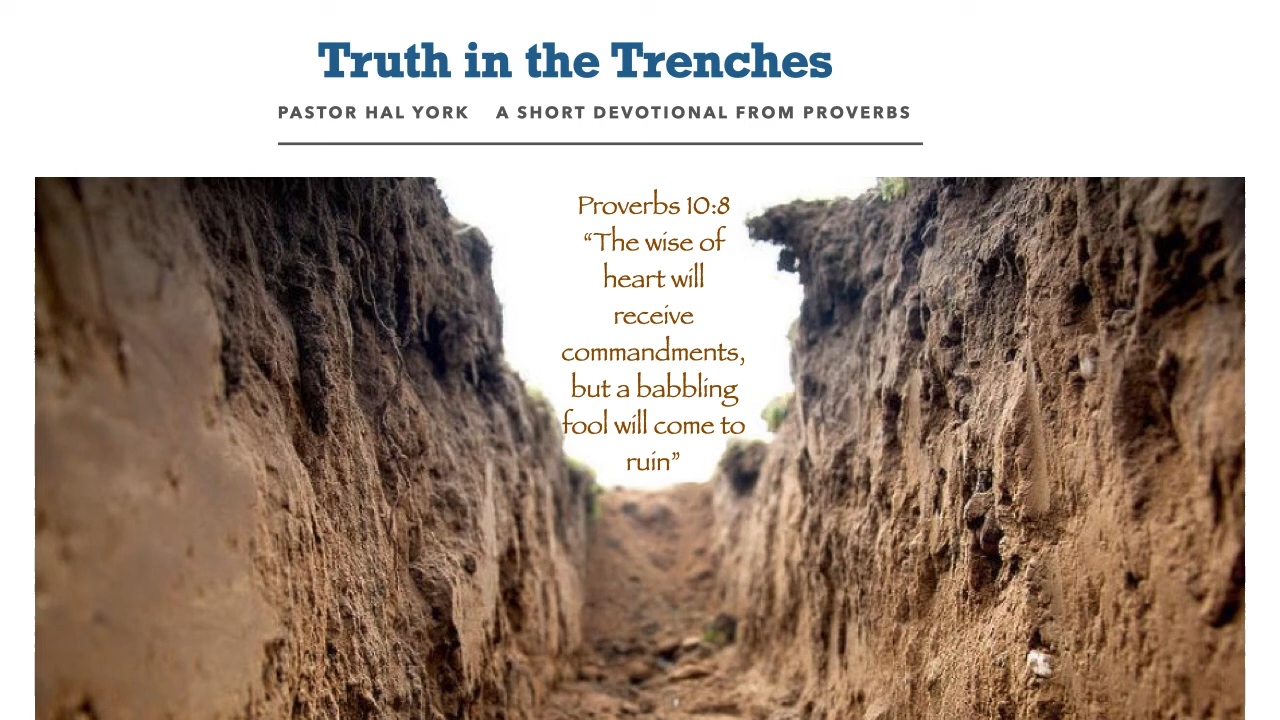 Truth in the Trenches
PASTOR HAL YORK A SHORT DEVOTIONAL FROM PROVERBS
Proverbs 10:8
“The wise of
heart will
receive
commandments,
but a babbling
fool will come to
ruin”